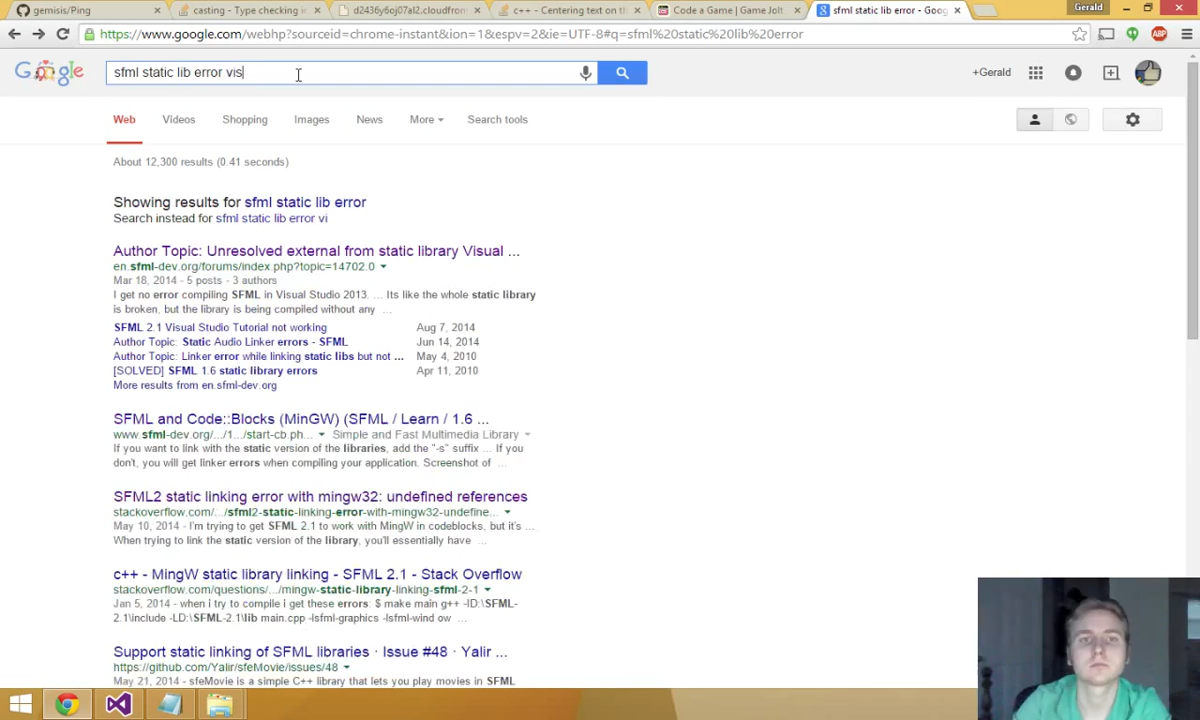 gemisis/Ping
casting - Type checking i
d2436y6oj07al2.cloudfron
c++ - Centering text on th
Code a Game | Game Jolt
sfml static lib error - Goog
Gerald
https://www.google.com/webhp?sourceid=chrome-instant&ion=1&espv=2&ie=UTF-8#q=sfml%20static%20lib%20error
Google
sfml static lib error vis
+Gerald
Web
Videos
Shopping
Images
News
More
Search tools
About 12,300 results (0.41 seconds)
Showing results for sfml static lib error
Search instead for sfml static lib error vi
Author Topic: Unresolved external from static library Visual ...
en.sfml-dev.org/forums/index.php?topic=14702.0
Mar 18, 2014 - 5 posts - 3 authors
I get no error compiling SFML in Visual Studio 2013. ... Its like the whole static library
is broken, but the library is being compiled without any ...
SFML 2.1 Visual Studio Tutorial not working Aug 7, 2014
Author Topic: Static Audio Linker errors - SFML Jun 14, 2014
Author Topic: Linker error while linking static libs but not ... May 4, 2010
[SOLVED] SFML 1.6 static library errors Apr 11, 2010
More results from en.sfml-dev.org
SFML and Code::Blocks (MinGW) (SFML / Learn / 1.6 ...
www.sfml-dev.org/.../1.../start-cb.ph... Simple and Fast Multimedia Library
If you want to link with the static version of the libraries, add the "-s" suffix ... If you
don't, you will get linker errors when compiling your application. Screenshot of ...
SFML2 static linking error with mingw32: undefined references
stackoverflow.com/.../sfml2-static-linking-error-with-mingw32-undefine...
May 10, 2014 - I'm trying to get SFML 2.1 to work with MingW in codeblocks, but it's ...
When trying to link the static version of the library, you'll essentially have ...
c++ - MingW static library linking - SFML 2.1 - Stack Overflow
stackoverflow.com/questions/.../mingw-static-library-linking-sfml-2-1
Jan 5, 2014 - when i try to compile i get these errors: $ make main g++ -ID:\SFML-
2.1\include -LD:\SFML-2.1\lib main.cpp -lsfml-graphics -lsfml-wind ow ...
Support static linking of SFML libraries · Issue #48 · Yalir ...
https://github.com/Yalir/sfeMovie/issues/48
May 21, 2014 - sfeMovie is a simple C++ library that lets you play movies in SFML